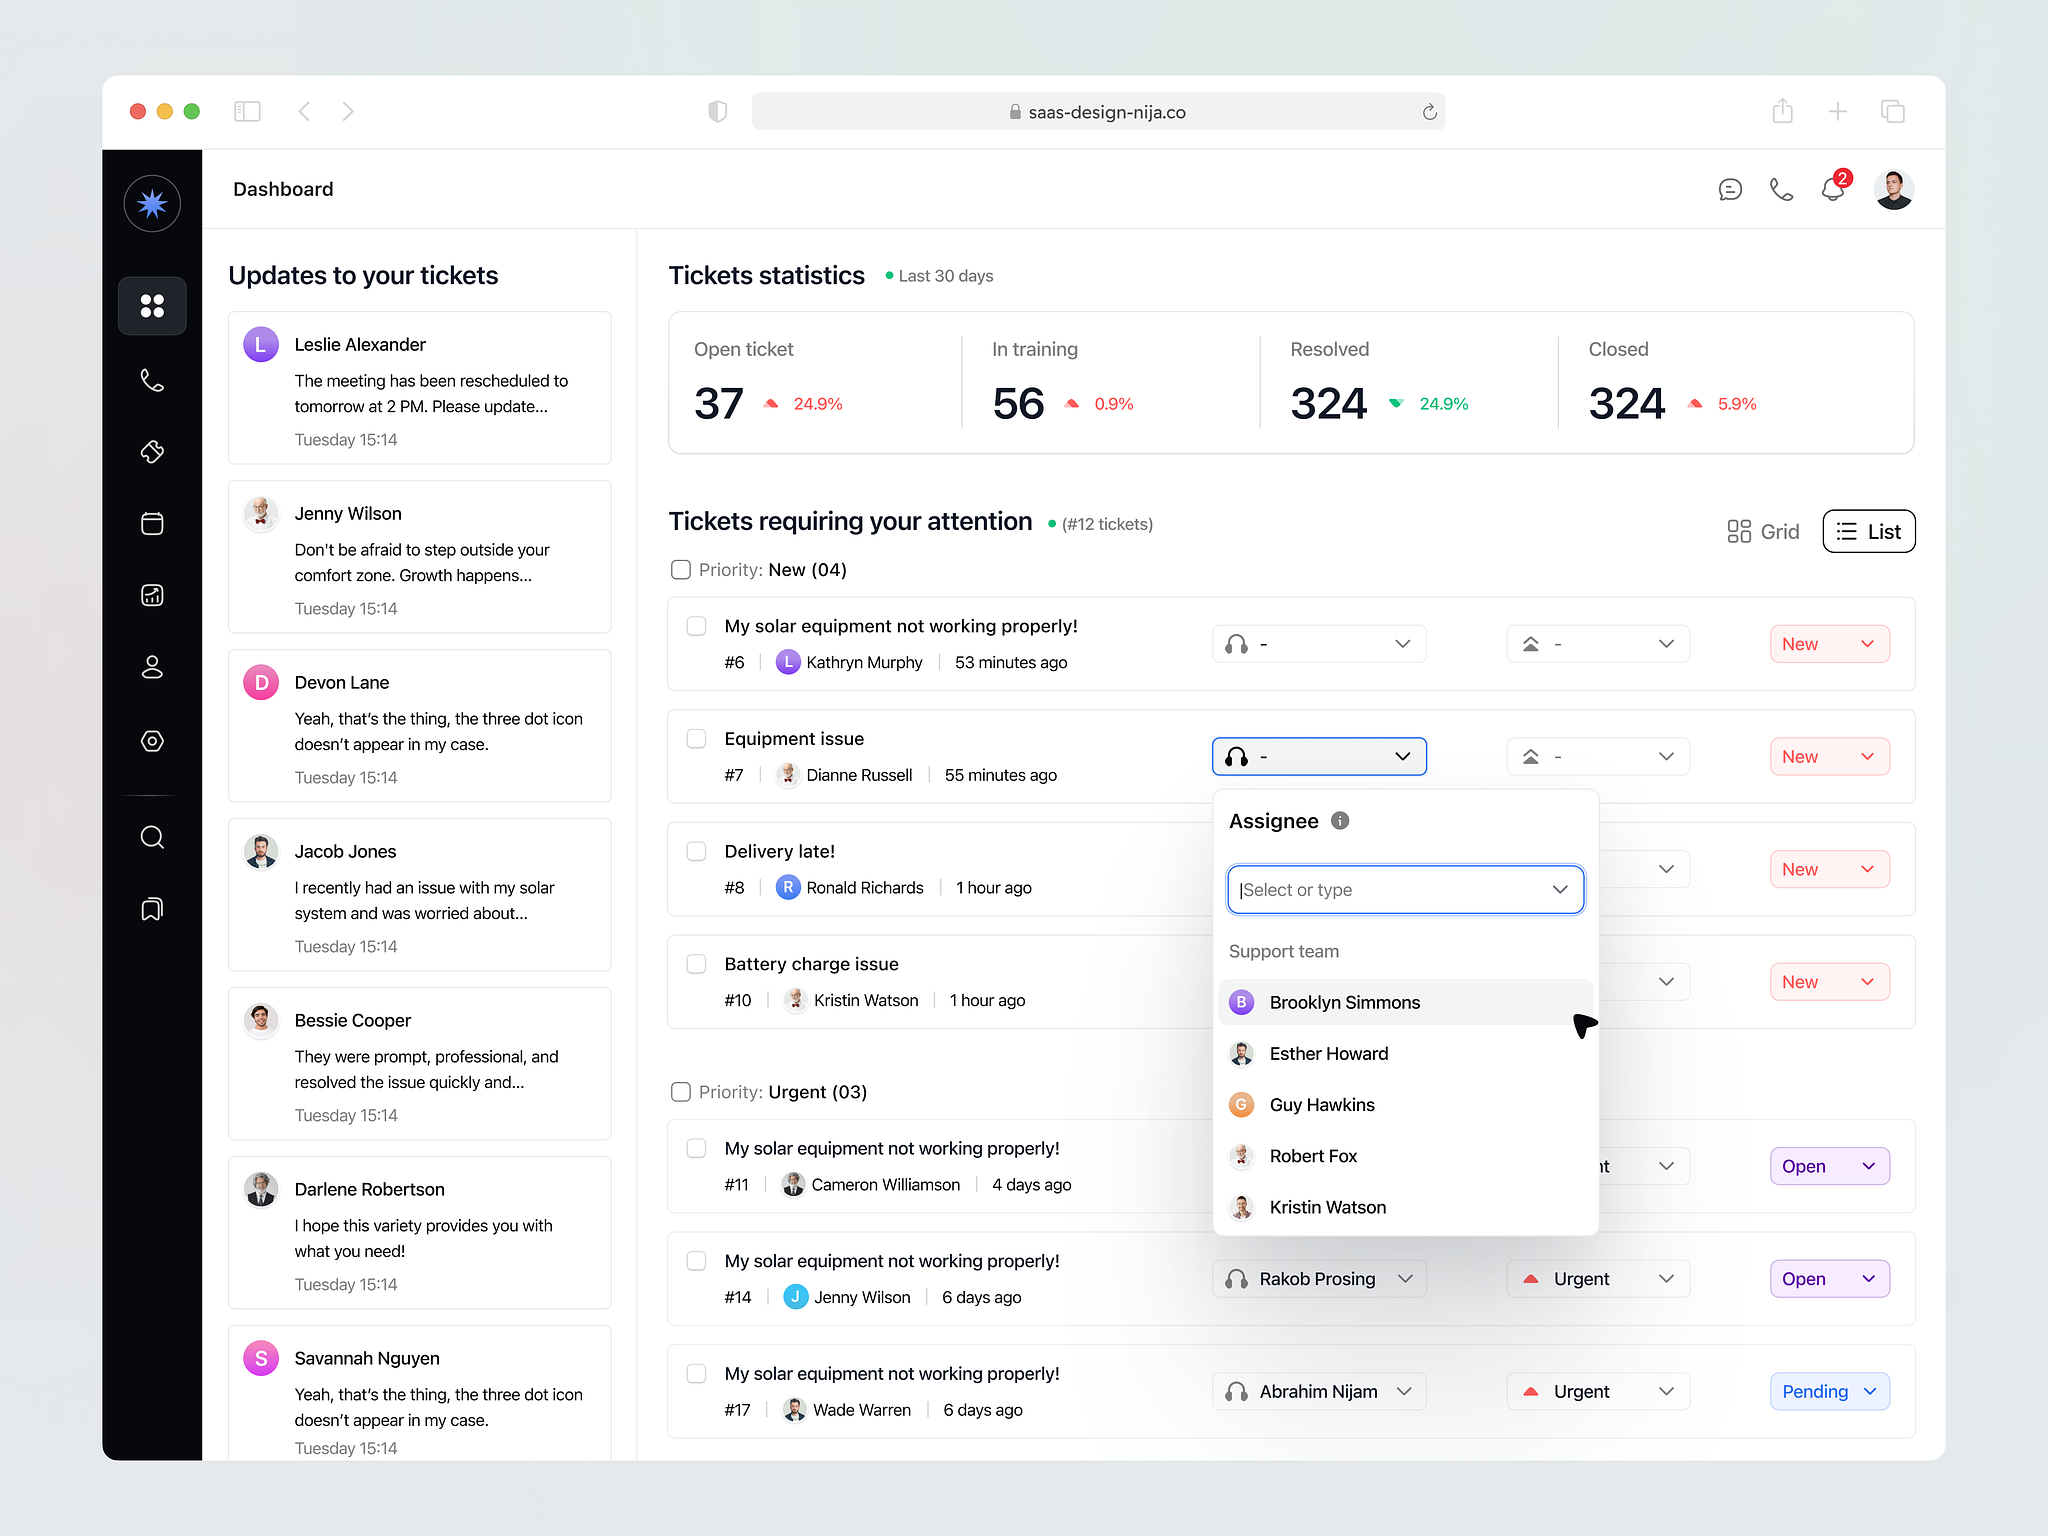 saas-design-nija.co
Dashboard
2
Updates to your tickets
L
Leslie Alexander
The meeting has been rescheduled to
tomorrow at 2 PM. Please update...
Tuesday 15:14
Jenny Wilson
Don't be afraid to step outside your
comfort zone. Growth happens...
Tuesday 15:14
D
Devon Lane
Yeah, that's the thing, the three dot icon
doesn't appear in my case.
Tuesday 15:14
Jacob Jones
I recently had an issue with my solar
system and was worried about...
Tuesday 15:14
Bessie Cooper
They were prompt, professional, and
resolved the issue quickly and...
Tuesday 15:14
Darlene Robertson
I hope this variety provides you with
what you need!
Tuesday 15:14
S
Savannah Nguyen
Yeah, that's the thing, the three dot icon
doesn't appear in my case.
Tuesday 15:14
Tickets statistics Last 30 days
Open ticket
37 24.9%
In training
56 0.9%
Resolved
324 24.9%
Closed
324 5.9%
Tickets requiring your attention (#12 tickets)
Grid List
Priority: New (04)
My solar equipment not working properly!
#6 L Kathryn Murphy 53 minutes ago
- - New
Equipment issue
#7 Dianne Russell 55 minutes ago
- - New
Delivery late!
#8 R Ronald Richards 1 hour ago
New
Battery charge issue
#10 Kristin Watson 1 hour ago
New
Assignee
Select or type
Support team
B Brooklyn Simmons
Esther Howard
G Guy Hawkins
Robert Fox
Kristin Watson
Priority: Urgent (03)
My solar equipment not working properly!
#11 Cameron Williamson 4 days ago
nt Open
My solar equipment not working properly!
#14 J Jenny Wilson 6 days ago
Rakob Prosing Urgent Open
My solar equipment not working properly!
#17 Wade Warren 6 days ago
Abrahim Nijam Urgent Pending